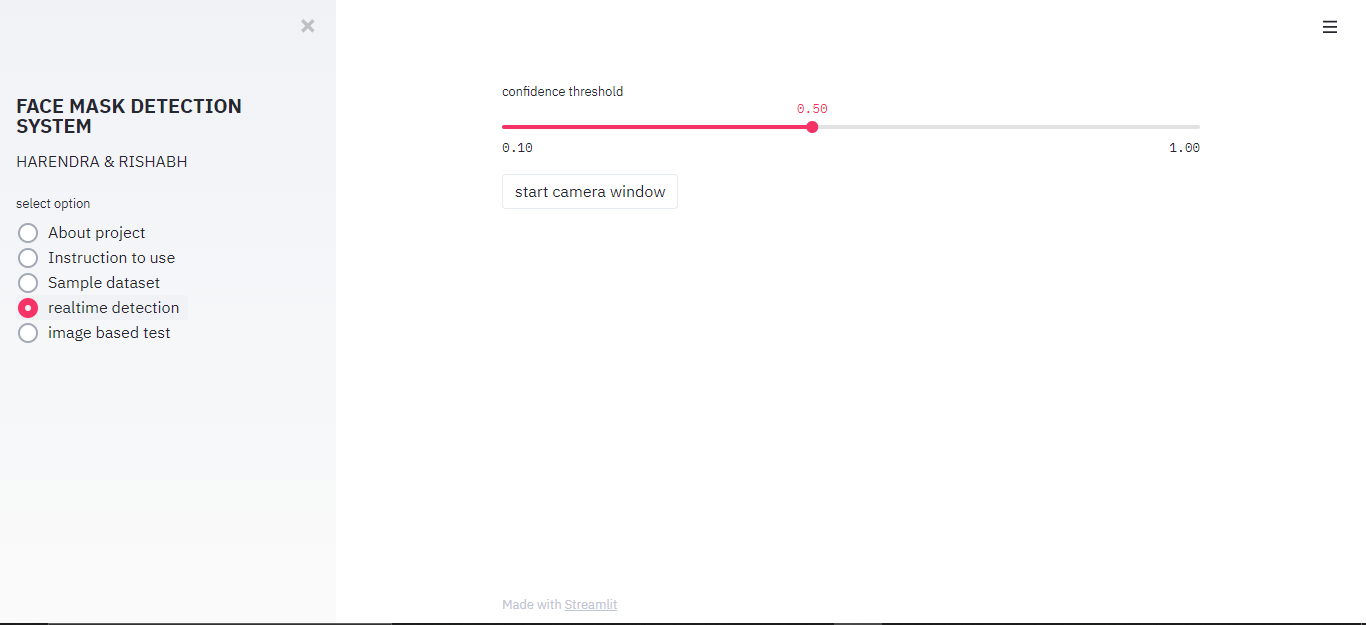 FACE MASK DETECTION
SYSTEM
HARENDRA & RISHABH
select option
About project
Instruction to use
Sample dataset
realtime detection
image based test
confidence threshold
0.50
0.10 1.00
start camera window
Made with Streamlit